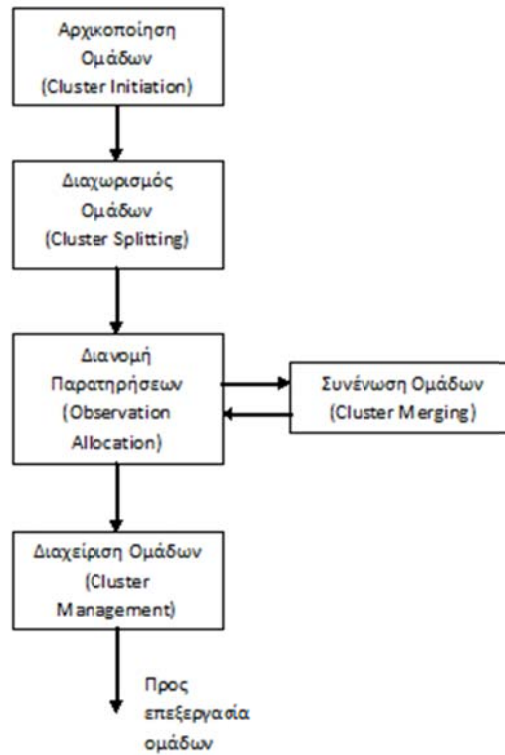 Αρχικοποίηση
Ομάδων
(Cluster Initiation)
Διαχωρισμός
Ομάδων
(Cluster Splitting)
Διανομή
Παρατηρήσεων
(Observation
Allocation)
Συνένωση Ομάδων
(Cluster Merging)
Διαχείριση Ομάδων
(Cluster
Management)
Προς
επεξεργασία
ομάδων